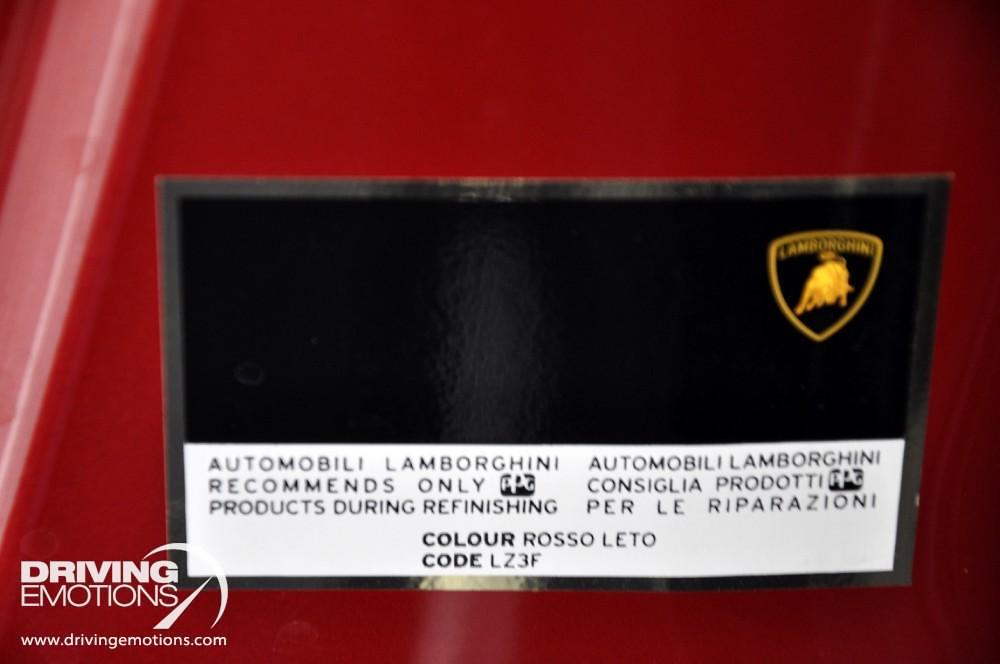 LAMBORGHINI
AUTOMOBILI LAMBORGHINI
RECOMMENDS ONLY PPG
PRODUCTS DURING REFINISHING
AUTOMOBILI LAMBORGHINI
CONSIGLIA PRODOTTI PPG
PER LE RIPARAZIONI
COLOUR ROSSO LETO
CODE LZ3F
DRIVING
EMOTIONS
www.drivingemotions.com